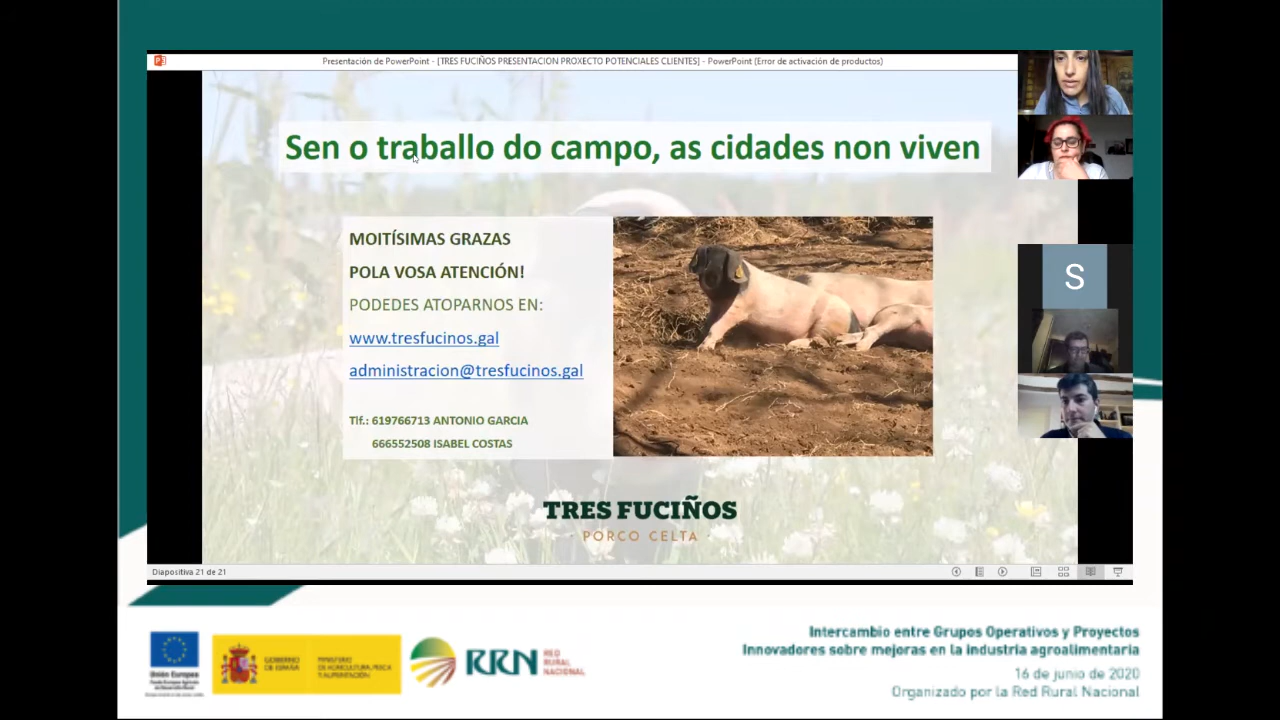 Presentación de PowerPoint - [TRES FUCIÑOS PRESENTACION PROXECTO POTENCIALES CLIENTES] - PowerPoint (Error de activación de productos)
Sen o traballo do campo, as cidades non viven
MOITÍSIMAS GRAZAS
POLA VOSA ATENCIÓN!
PODEDES ATOPARNOS EN:
www.tresfucinos.gal
administracion@tresfucinos.gal
Tlf.: 619766713 ANTONIO GARCIA
666552508 ISABEL COSTAS
TRES FUCIÑOS
PORCO CELTA
S
Diapositiva 21 de 21
Unión Europea
GOBIERNO
DE ESPAÑA
MINISTERIO
DE AGRICULTURA, PESCA
Y ALIMENTACIÓN
RRN
RED
RURAL
NACIONAL
Intercambio entre Grupos Operativos y Proyectos
Innovadores sobre mejoras en la industria agroalimentaria
16 de junio de 2020
Organizado por la Red Rural Nacional